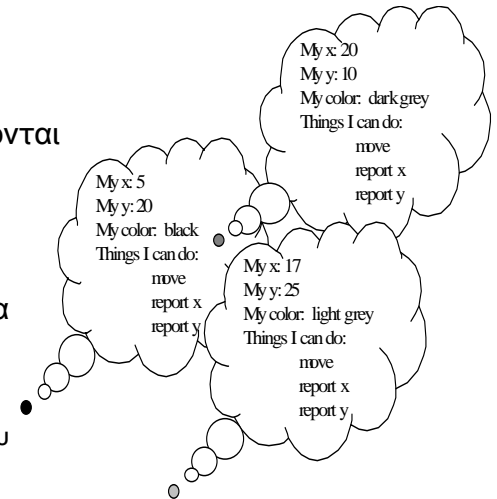 My x: 20
My y: 10
My color: dark grey
Things I can do:
move
report x
report y
My x: 5
My y: 20
My color: black
Things I can do:
move
report x
report y
My x: 17
My y: 25
My color: light grey
Things I can do:
move
report x
report y